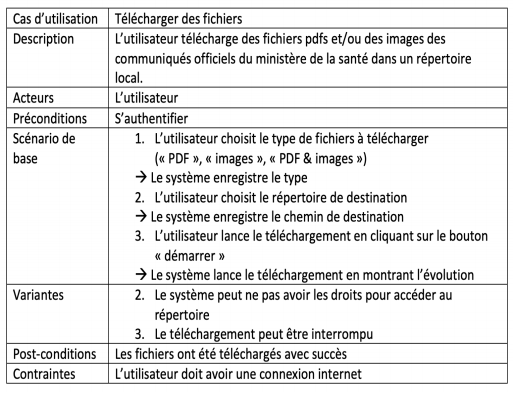 Cas d'utilisation Télécharger des fichiers
Description L'utilisateur télécharge des fichiers pdfs et/ou des images des
communiqués officiels du ministère de la santé dans un répertoire
local.
Acteurs L'utilisateur
Préconditions S'authentifier
Scénario de 1. L'utilisateur choisit le type de fichiers à télécharger
base (« PDF », « images », « PDF & images »)
→ Le système enregistre le type
2. L'utilisateur choisit le répertoire de destination
→ Le système enregistre le chemin de destination
3. L'utilisateur lance le téléchargement en cliquant sur le bouton
« démarrer »
→ Le système lance le téléchargement en montrant l'évolution
Variantes 2. Le système peut ne pas avoir les droits pour accéder au
répertoire
3. Le téléchargement peut être interrompu
Post-conditions Les fichiers ont été téléchargés avec succès
Contraintes L'utilisateur doit avoir une connexion internet